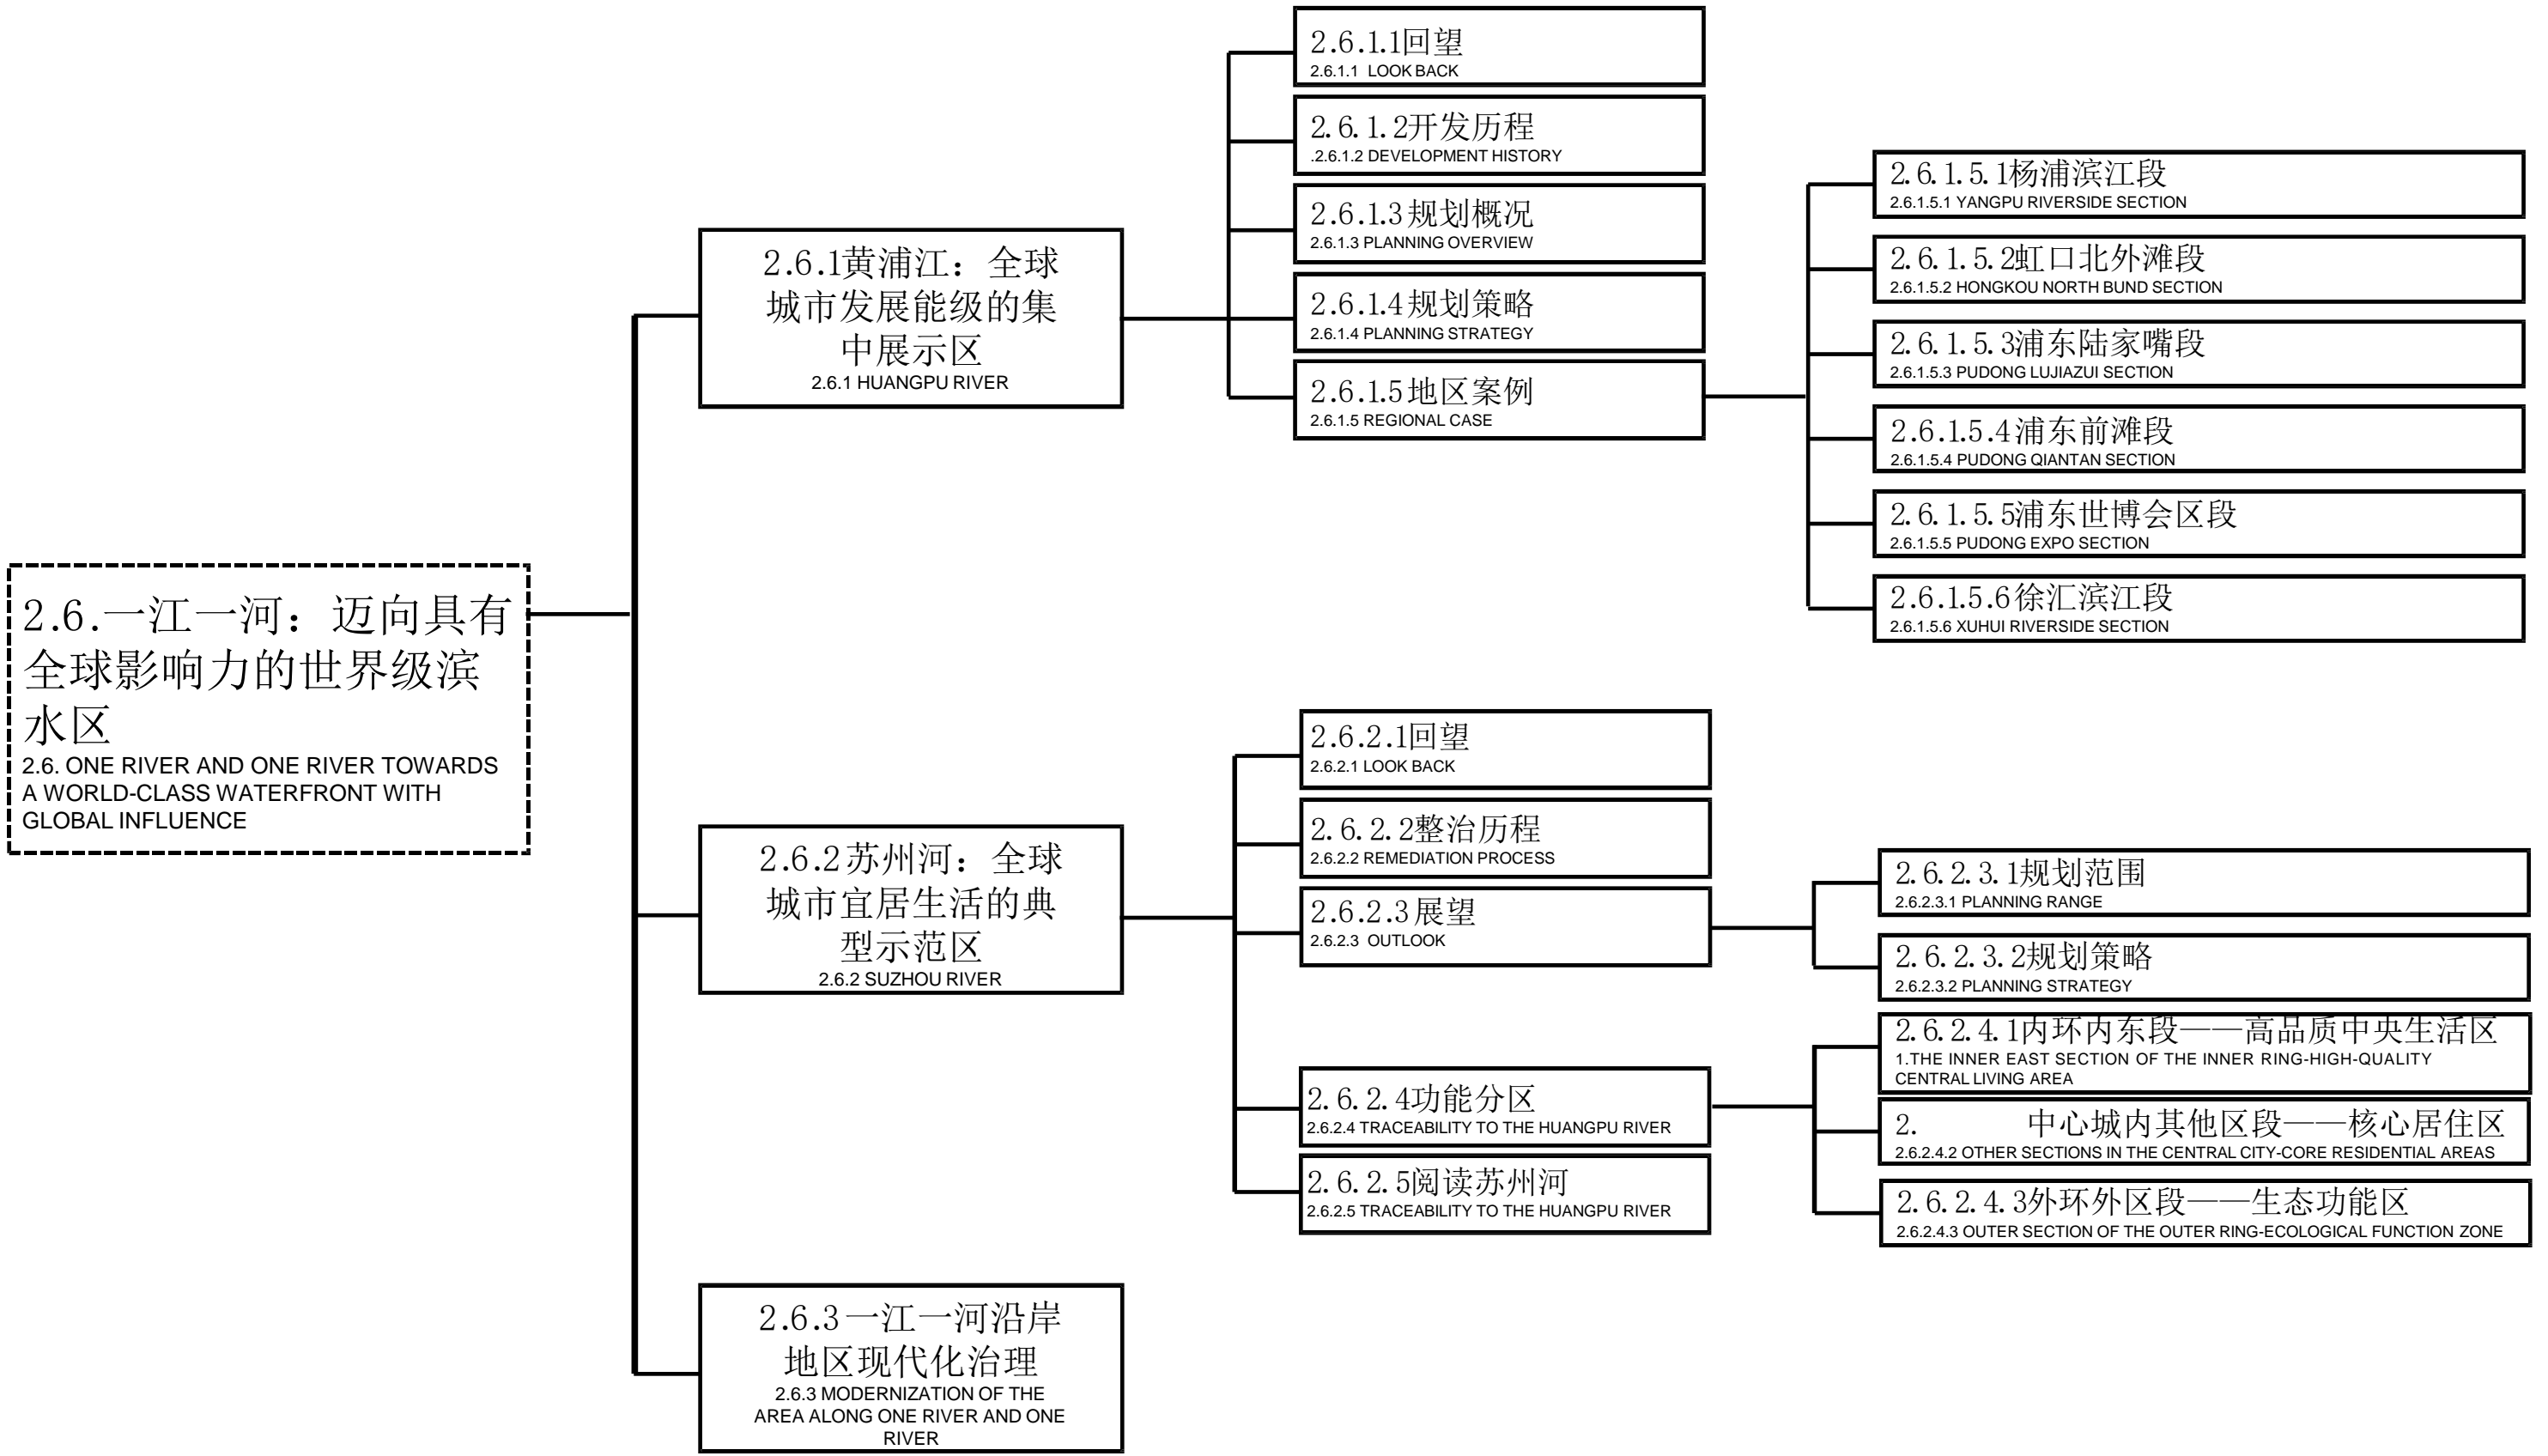 2.6.一江一河：迈向具有
全球影响力的世界级滨
水区
2.6. ONE RIVER AND ONE RIVER TOWARDS
A WORLD-CLASS WATERFRONT WITH
GLOBAL INFLUENCE
2.6.1黄浦江：全球
城市发展能级的集
中展示区
2.6.1 HUANGPU RIVER
2.6.1.1回望
2.6.1.1 LOOK BACK
2.6.1.2开发历程
.2.6.1.2 DEVELOPMENT HISTORY
2.6.1.3规划概况
2.6.1.3 PLANNING OVERVIEW
2.6.1.4规划策略
2.6.1.4 PLANNING STRATEGY
2.6.1.5地区案例
2.6.1.5 REGIONAL CASE
2.6.1.5.1杨浦滨江段
2.6.1.5.1 YANGPU RIVERSIDE SECTION
2.6.1.5.2虹口北外滩段
2.6.1.5.2 HONGKOU NORTH BUND SECTION
2.6.1.5.3浦东陆家嘴段
2.6.1.5.3 PUDONG LUJIAZUI SECTION
2.6.1.5.4浦东前滩段
2.6.1.5.4 PUDONG QIANTAN SECTION
2.6.1.5.5浦东世博会区段
2.6.1.5.5 PUDONG EXPO SECTION
2.6.1.5.6徐汇滨江段
2.6.1.5.6 XUHUI RIVERSIDE SECTION
2.6.2苏州河：全球
城市宜居生活的典
型示范区
2.6.2 SUZHOU RIVER
2.6.2.1回望
2.6.2.1 LOOK BACK
2.6.2.2整治历程
2.6.2.2 REMEDIATION PROCESS
2.6.2.3展望
2.6.2.3 OUTLOOK
2.6.2.3.1规划范围
2.6.2.3.1 PLANNING RANGE
2.6.2.3.2规划策略
2.6.2.3.2 PLANNING STRATEGY
2.6.2.4功能分区
2.6.2.4 TRACEABILITY TO THE HUANGPU RIVER
2.6.2.4.1内环内东段——高品质中央生活区
1.THE INNER EAST SECTION OF THE INNER RING-HIGH-QUALITY
CENTRAL LIVING AREA
2. 中心城内其他区段——核心居住区
2.6.2.4.2 OTHER SECTIONS IN THE CENTRAL CITY-CORE RESIDENTIAL AREAS
2.6.2.4.3外环外区段——生态功能区
2.6.2.4.3 OUTER SECTION OF THE OUTER RING-ECOLOGICAL FUNCTION ZONE
2.6.2.5阅读苏州河
2.6.2.5 TRACEABILITY TO THE HUANGPU RIVER
2.6.3一江一河沿岸
地区现代化治理
2.6.3 MODERNIZATION OF THE
AREA ALONG ONE RIVER AND ONE
RIVER